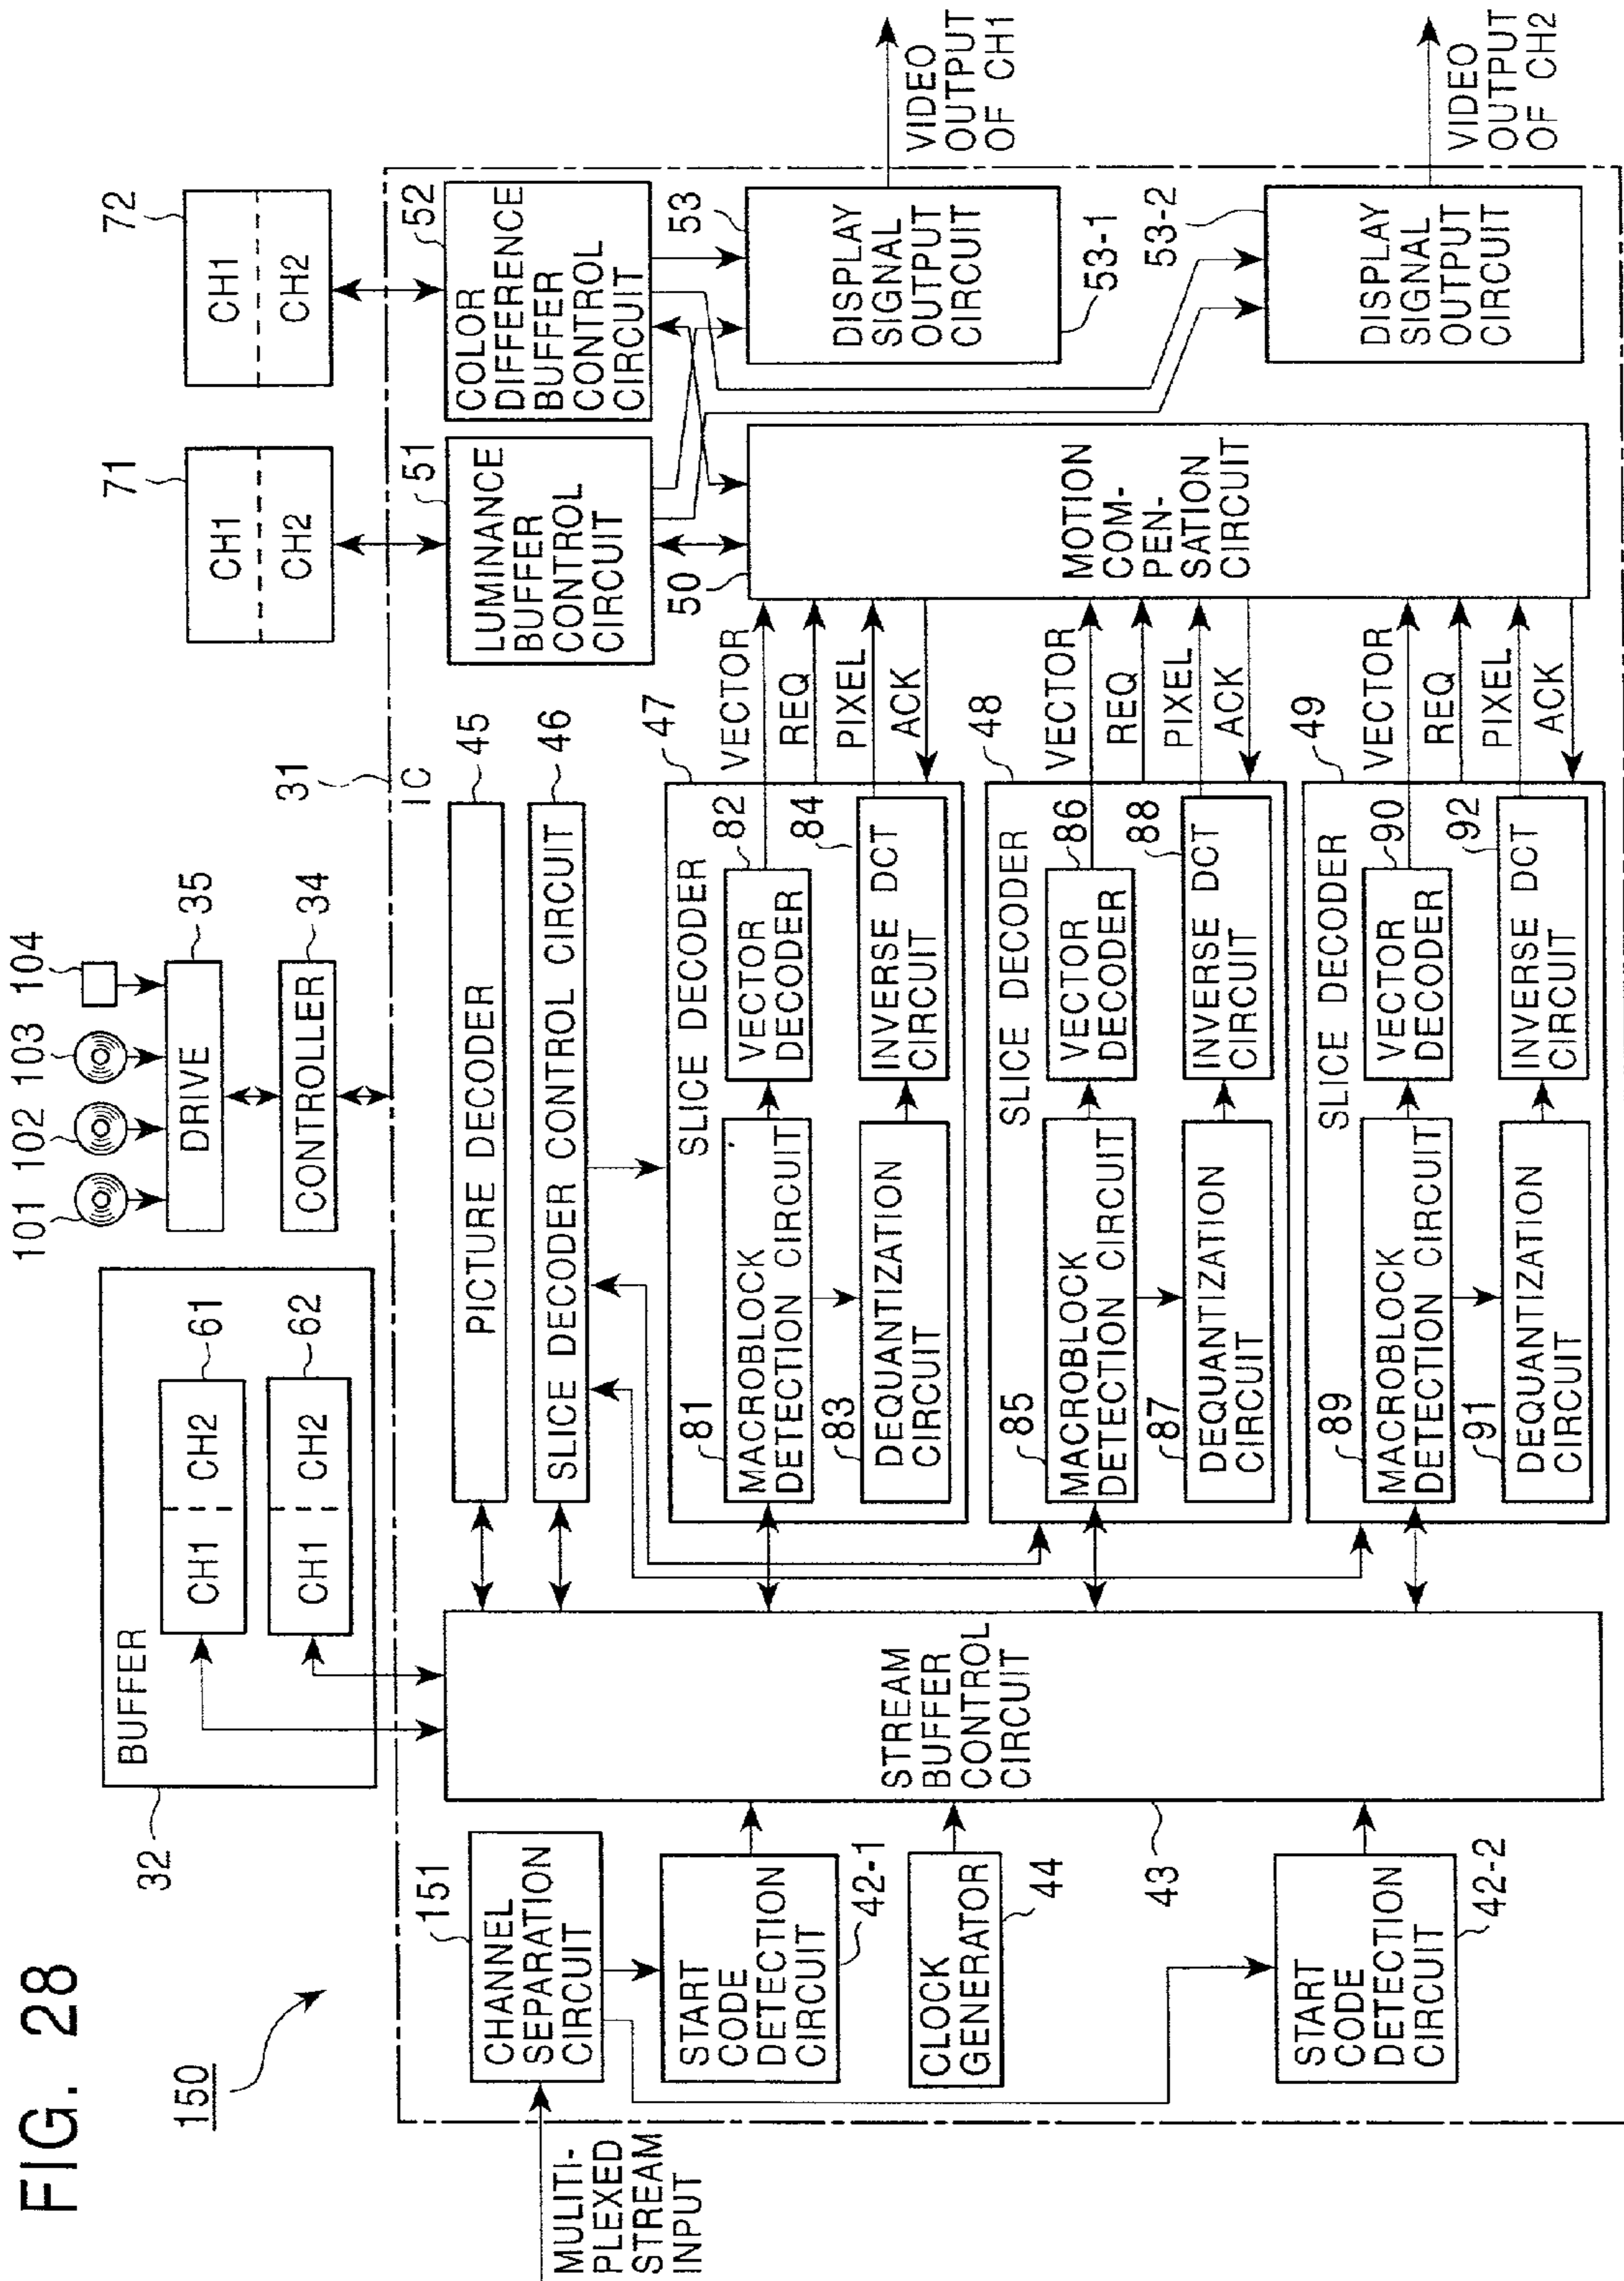 FIG. 28
150
MULITI-
PLEXED
STREAM
INPUT
151
CHANNEL
SEPARATION
CIRCUIT
START
CODE
DETECTION
CIRCUIT
42-1
CLOCK
GENERATOR
44
43
START
CODE
DETECTION
CIRCUIT
42-2
32
BUFFER
CH1
CH2
61
CH1
CH2
62
STREAM
BUFFER
CONTROL
CIRCUIT
101
102
103
104
DRIVE
35
CONTROLLER
34
31
IC
PICTURE DECODER
45
SLICE DECODER CONTROL CIRCUIT
46
47
SLICE DECODER
81
MACROBLOCK
DETECTION CIRCUIT
82
VECTOR
DECODER
83
DEQUANTIZATION
CIRCUIT
84
INVERSE DCT
CIRCUIT
VECTOR
REQ
PIXEL
ACK
48
SLICE DECODER
85
MACROBLOCK
DETECTION CIRCUIT
86
VECTOR
DECODER
87
DEQUANTIZATION
CIRCUIT
88
INVERSE DCT
CIRCUIT
VECTOR
REQ
PIXEL
ACK
49
SLICE DECODER
89
MACROBLOCK
DETECTION CIRCUIT
90
VECTOR
DECODER
91
DEQUANTIZATION
CIRCUIT
92
INVERSE DCT
CIRCUIT
VECTOR
REQ
PIXEL
ACK
71
CH1
CH2
72
CH1
CH2
LUMINANCE
BUFFER
CONTROL
CIRCUIT
51
COLOR
DIFFERENCE
BUFFER
CONTROL
CIRCUIT
52
50
MOTION
COM-
PEN-
SATION
CIRCUIT
53
DISPLAY
SIGNAL
OUTPUT
CIRCUIT
53-1
53-2
DISPLAY
SIGNAL
OUTPUT
CIRCUIT
VIDEO
OUTPUT
OF CH1
VIDEO
OUTPUT
OF CH2